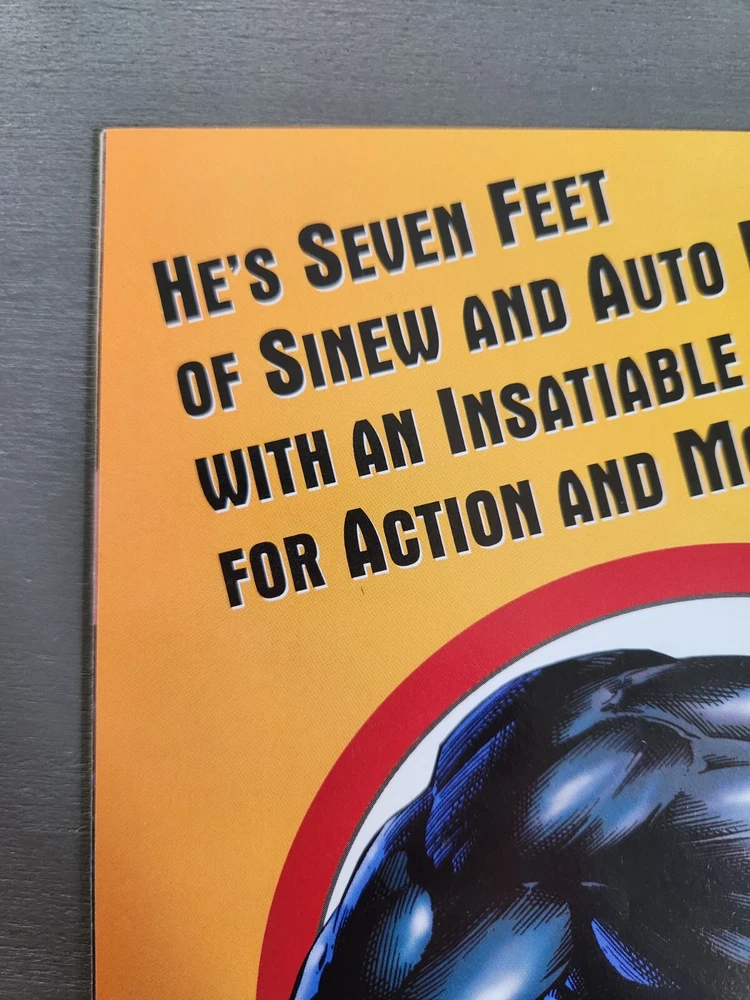 HE'S SEVEN FEET
OF SINEW AND AUTO
WITH AN INSATIABLE
FOR ACTION AND